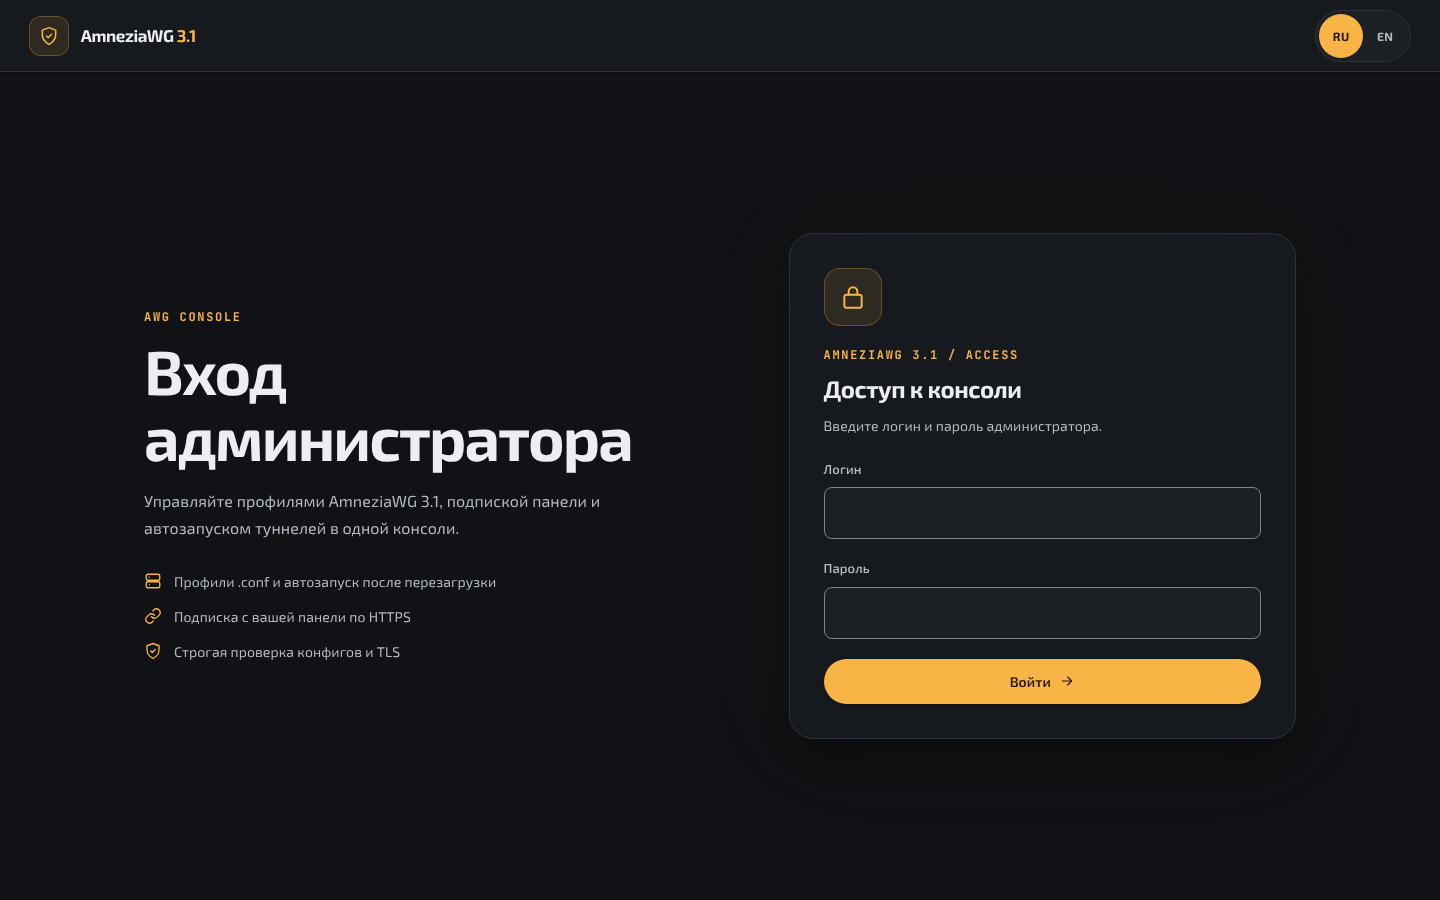 AmneziaWG 3.1
RU
EN
AWG CONSOLE
Вход
администратора
Управляйте профилями AmneziaWG 3.1, подпиской панели и
автозапуском туннелей в одной консоли.
Профили .conf и автозапуск после перезагрузки
Подписка с вашей панели по HTTPS
Строгая проверка конфигов и TLS
AMNEZIAWG 3.1 / ACCESS
Доступ к консоли
Введите логин и пароль администратора.
Логин
Пароль
Войти